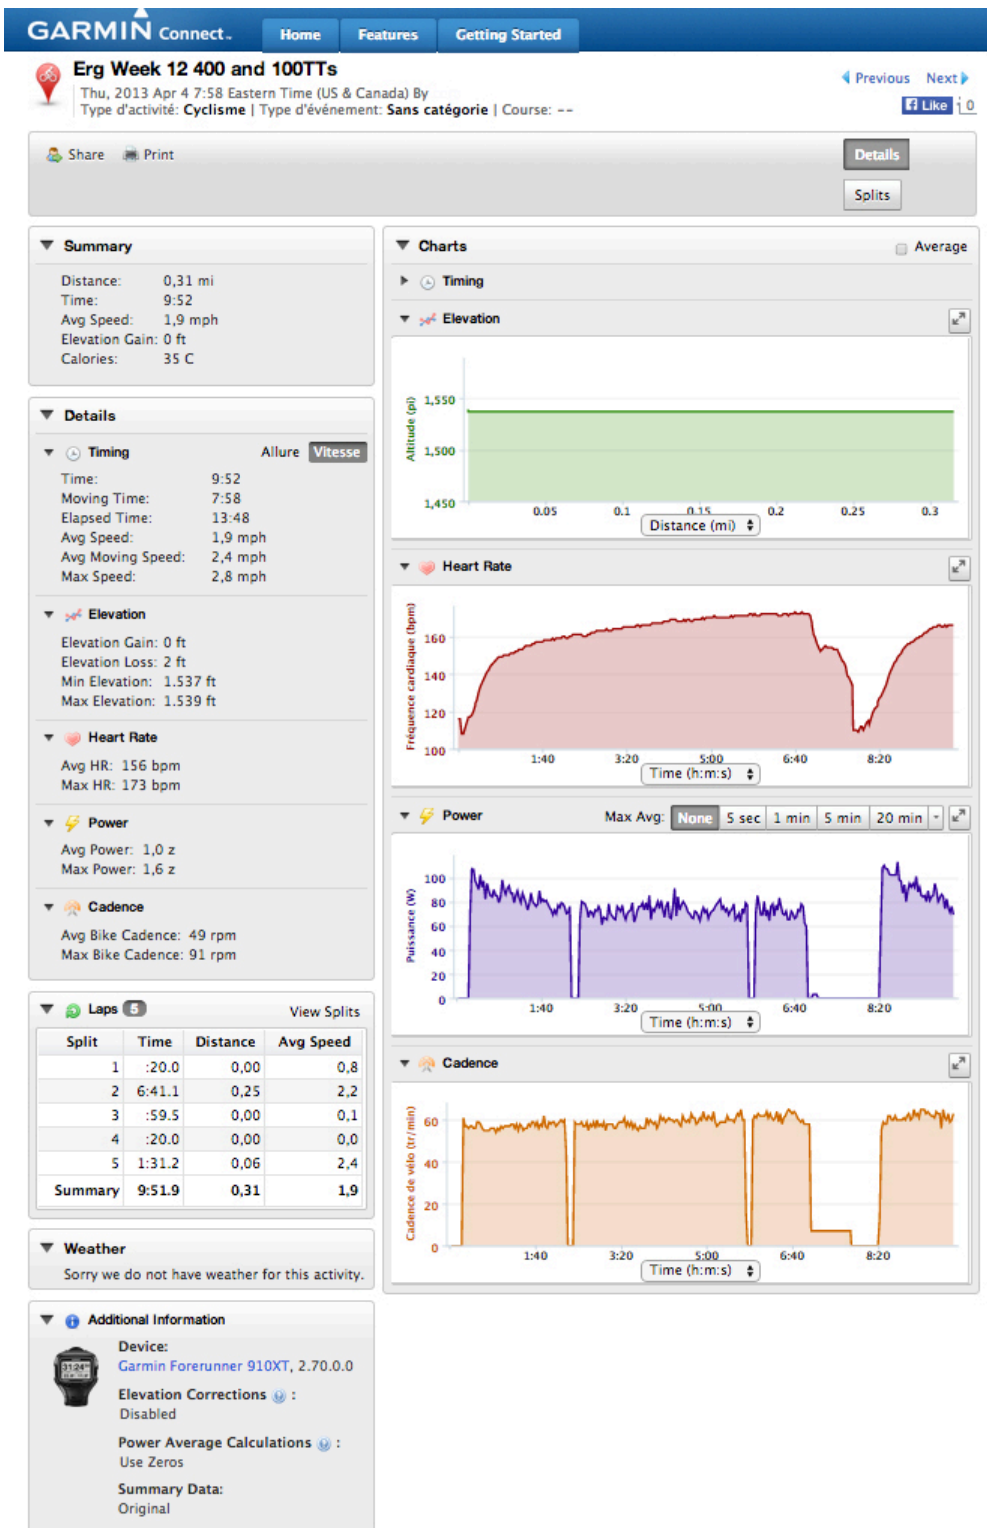 GARMIN Connect™ Home Features Getting Started
Erg Week 12 400 and 100TTs
Thu, 2013 Apr 4 7:58 Eastern Time (US & Canada) By
Type d'activité: Cyclisme | Type d'événement: Sans catégorie | Course: --
Previous Next
Like 0
Share Print
Details
Splits
Summary
Distance: 0,31 mi
Time: 9:52
Avg Speed: 1,9 mph
Elevation Gain: 0 ft
Calories: 35 C
Details
Timing Allure Vitesse
Time: 9:52
Moving Time: 7:58
Elapsed Time: 13:48
Avg Speed: 1,9 mph
Avg Moving Speed: 2,4 mph
Max Speed: 2,8 mph
Elevation
Elevation Gain: 0 ft
Elevation Loss: 2 ft
Min Elevation: 1.537 ft
Max Elevation: 1.539 ft
Heart Rate
Avg HR: 156 bpm
Max HR: 173 bpm
Power
Avg Power: 1,0 z
Max Power: 1,6 z
Cadence
Avg Bike Cadence: 49 rpm
Max Bike Cadence: 91 rpm
Laps 5 View Splits
Split Time Distance Avg Speed
1 :20.0 0,00 0,8
2 6:41.1 0,25 2,2
3 :59.5 0,00 0,1
4 :20.0 0,00 0,0
5 1:31.2 0,06 2,4
Summary 9:51.9 0,31 1,9
Weather
Sorry we do not have weather for this activity.
Additional Information
Device:
Garmin Forerunner 910XT, 2.70.0.0
Elevation Corrections :
Disabled
Power Average Calculations :
Use Zeros
Summary Data:
Original
Charts Average
Timing
Elevation
Altitude (pi)
1,550
1,500
1,450
0.05 0.1 0.15 0.2 0.25 0.3
Distance (mi)
Heart Rate
Fréquence cardiaque (bpm)
160
140
120
100
1:40 3:20 5:00 6:40 8:20
Time (h:m:s)
Power Max Avg: None 5 sec 1 min 5 min 20 min
Puissance (W)
100
80
60
40
20
0
1:40 3:20 5:00 6:40 8:20
Time (h:m:s)
Cadence
Cadence de vélo (tr/min)
60
40
20
0
1:40 3:20 5:00 6:40 8:20
Time (h:m:s)